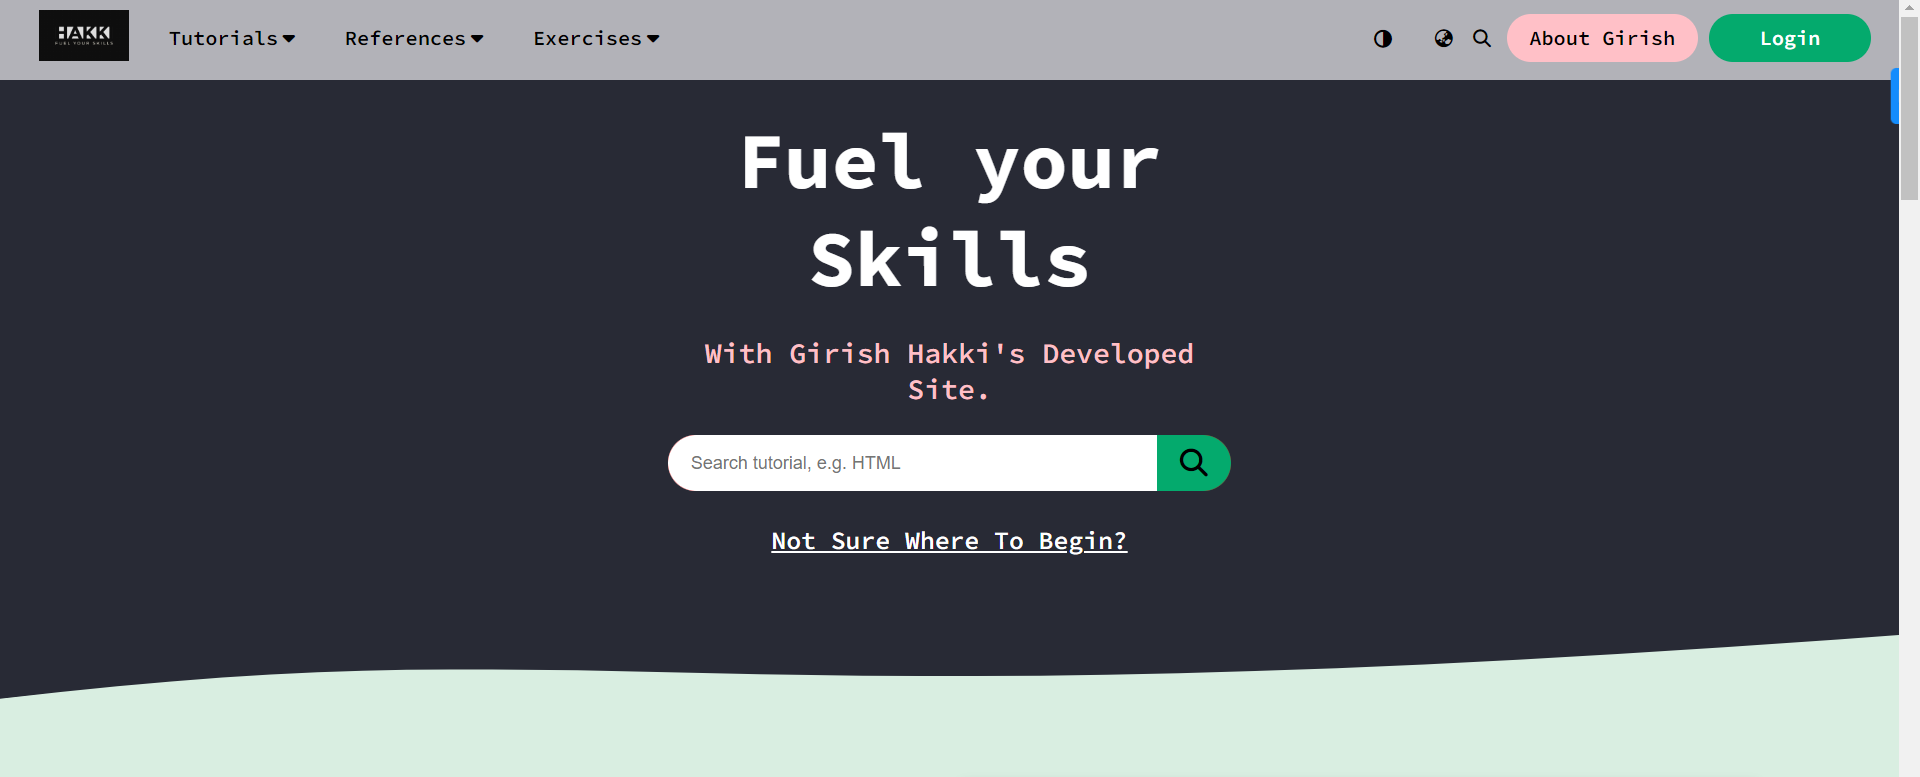 HAKK
FUEL YOUR SKILLS
Tutorials
References
Exercises
About Girish
Login
Fuel your
Skills
With Girish Hakki's Developed
Site.
Search tutorial, e.g. HTML
Not Sure Where To Begin?